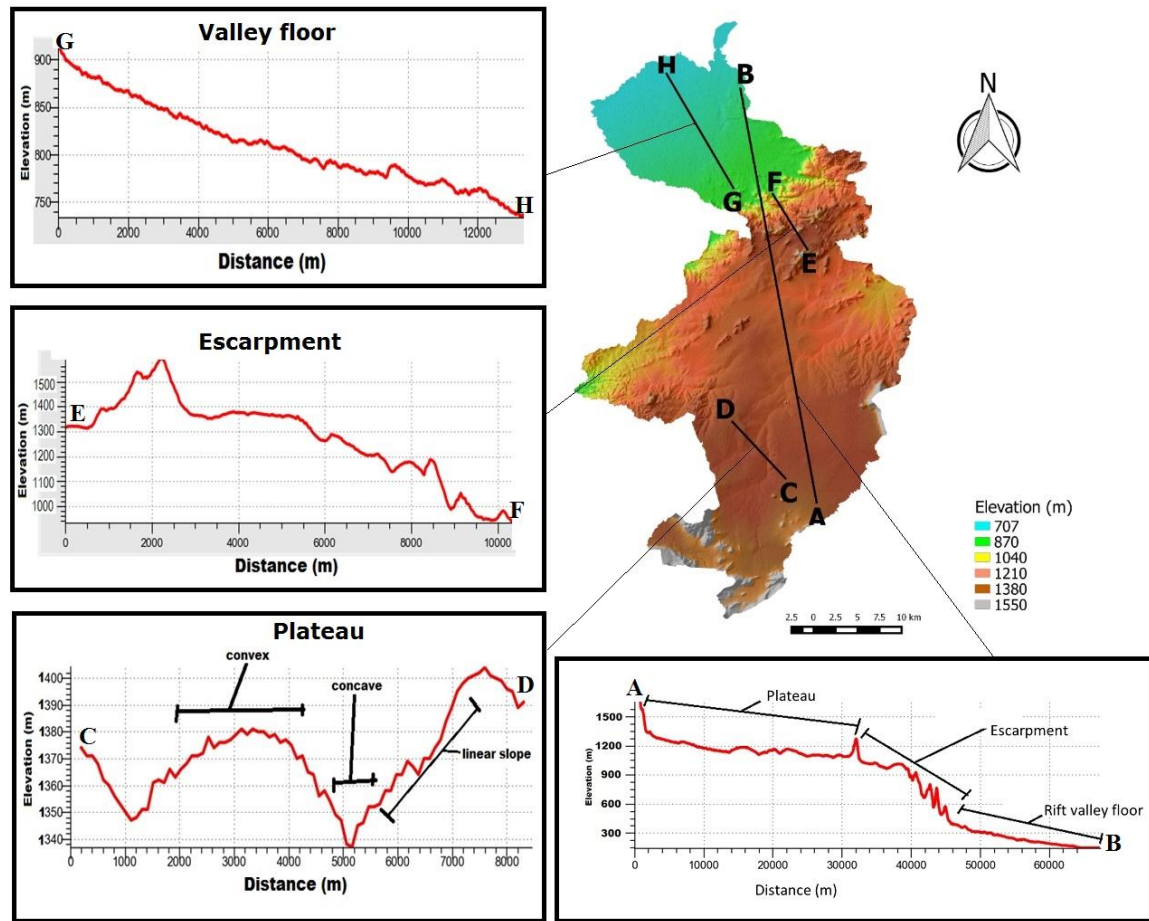 Valley floor
G
900
850
800
750
Elevation (m)
H
0
2000
4000
6000
8000
10000
12000
Distance (m)
Escarpment
1500
1400
1300
1200
1100
1000
Elevation (m)
E
F
0
2000
4000
6000
8000
10000
Distance (m)
Plateau
convex
concave
linear slope
C
D
1400
1390
1380
1370
1360
1350
1340
Elevation (m)
0
1000
2000
3000
4000
5000
6000
7000
8000
Distance (m)
H
B
F
G
E
D
C
A
N
Elevation (m)
707
870
1040
1210
1380
1550
2.5 0 2.5 5 7.5 10 km
A
Plateau
Escarpment
Rift valley floor
B
1500
1200
900
600
300
Elevation (m)
0
10000
20000
30000
40000
50000
60000
Distance (m)